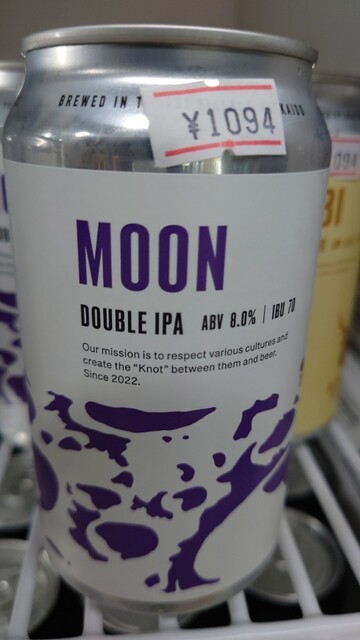 BREWED IN
¥1094
MOON
DOUBLE IPA ABV 8.0% | IBU 70
Our mission is to respect various cultures and
create the "Knot" between them and beer.
Since 2022.